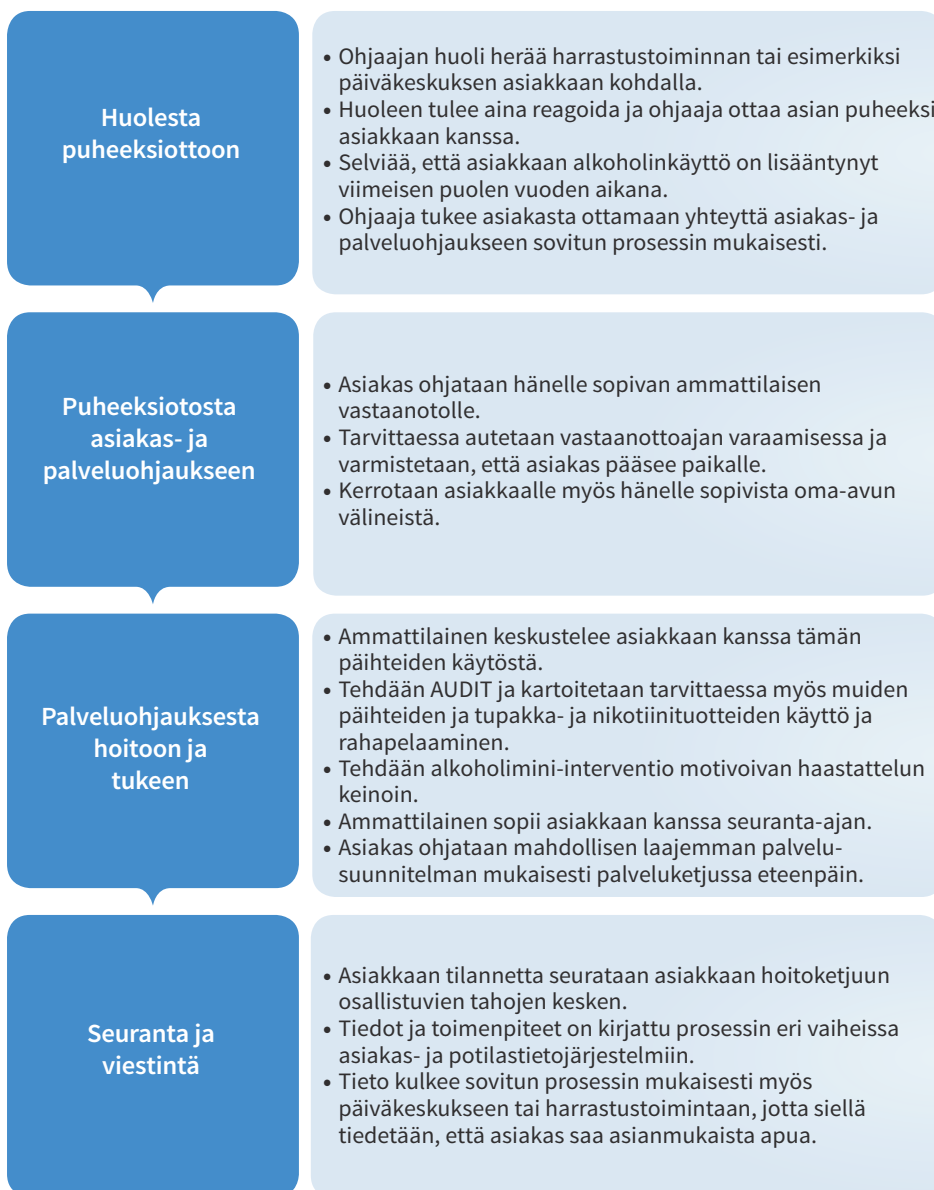 Huolesta
puheeksiottoon
• Ohjaajan huoli herää harrastustoiminnan tai esimerkiksi
päiväkeskuksen asiakkaan kohdalla.
• Huoleen tulee aina reagoida ja ohjaaja ottaa asian puheeksi
asiakkaan kanssa.
• Selviää, että asiakkaan alkoholinkäyttö on lisääntynyt
viimeisen puolen vuoden aikana.
• Ohjaaja tukee asiakasta ottamaan yhteyttä asiakas- ja
palveluohjaukseen sovitun prosessin mukaisesti.
Puheeksiotosta
asiakas- ja
palveluohjaukseen
• Asiakas ohjataan hänelle sopivan ammattilaisen
vastaanotolle.
• Tarvittaessa autetaan vastaanottoajan varaamisessa ja
varmistetaan, että asiakas pääsee paikalle.
• Kerrotaan asiakkaalle myös hänelle sopivista oma-avun
välineistä.
Palveluohjauksesta
hoitoon ja
tukeen
• Ammattilainen keskustelee asiakkaan kanssa tämän
päihteiden käytöstä.
• Tehdään AUDIT ja kartoitetaan tarvittaessa myös muiden
päihteiden ja tupakka- ja nikotiinituotteiden käyttö ja
rahapelaaminen.
• Tehdään alkoholimini-interventio motivoivan haastattelun
keinoin.
• Ammattilainen sopii asiakkaan kanssa seuranta-ajan.
• Asiakas ohjataan mahdollisen laajemman palvelu-
suunnitelman mukaisesti palveluketjussa eteenpäin.
Seuranta ja
viestintä
• Asiakkaan tilannetta seurataan asiakkaan hoitoketjuun
osallistuvien tahojen kesken.
• Tiedot ja toimenpiteet on kirjattu prosessin eri vaiheissa
asiakas- ja potilastietojärjestelmiin.
• Tieto kulkee sovitun prosessin mukaisesti myös
päiväkeskukseen tai harrastustoimintaan, jotta siellä
tiedetään, että asiakas saa asianmukaista apua.